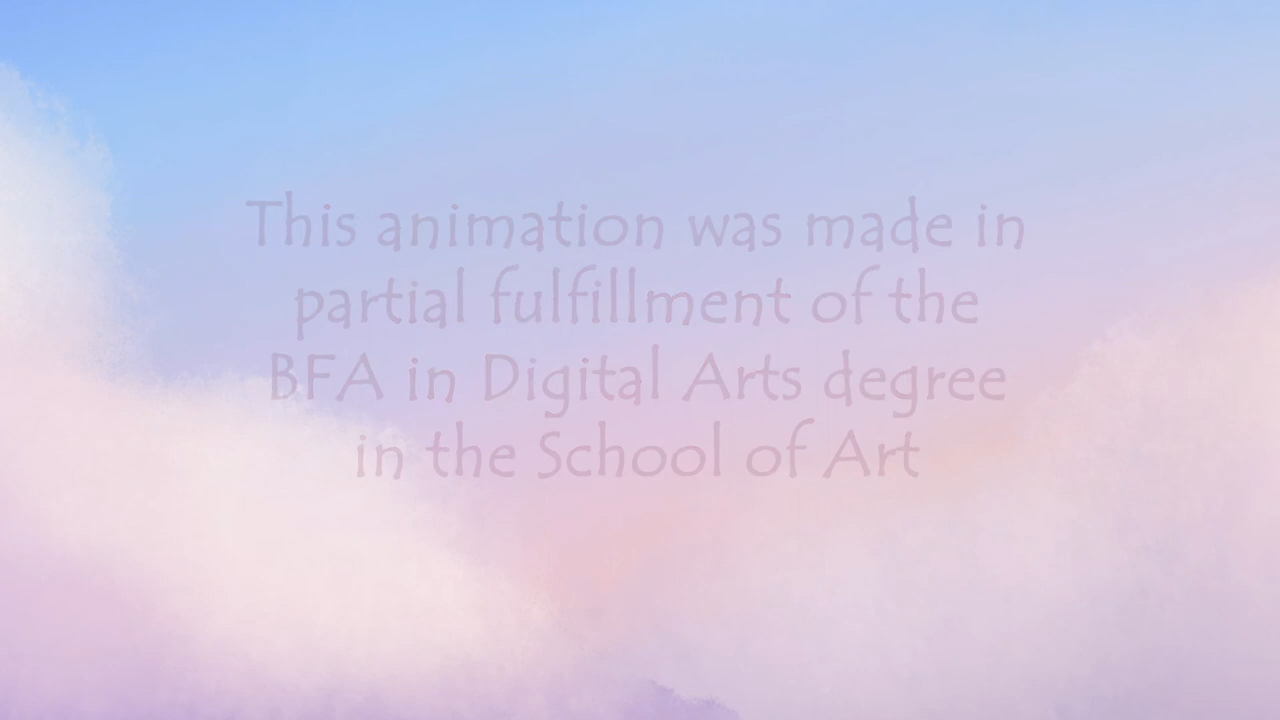 This animation was made in
partial fulfillment of the
BFA in Digital Arts degree
in the School of Art